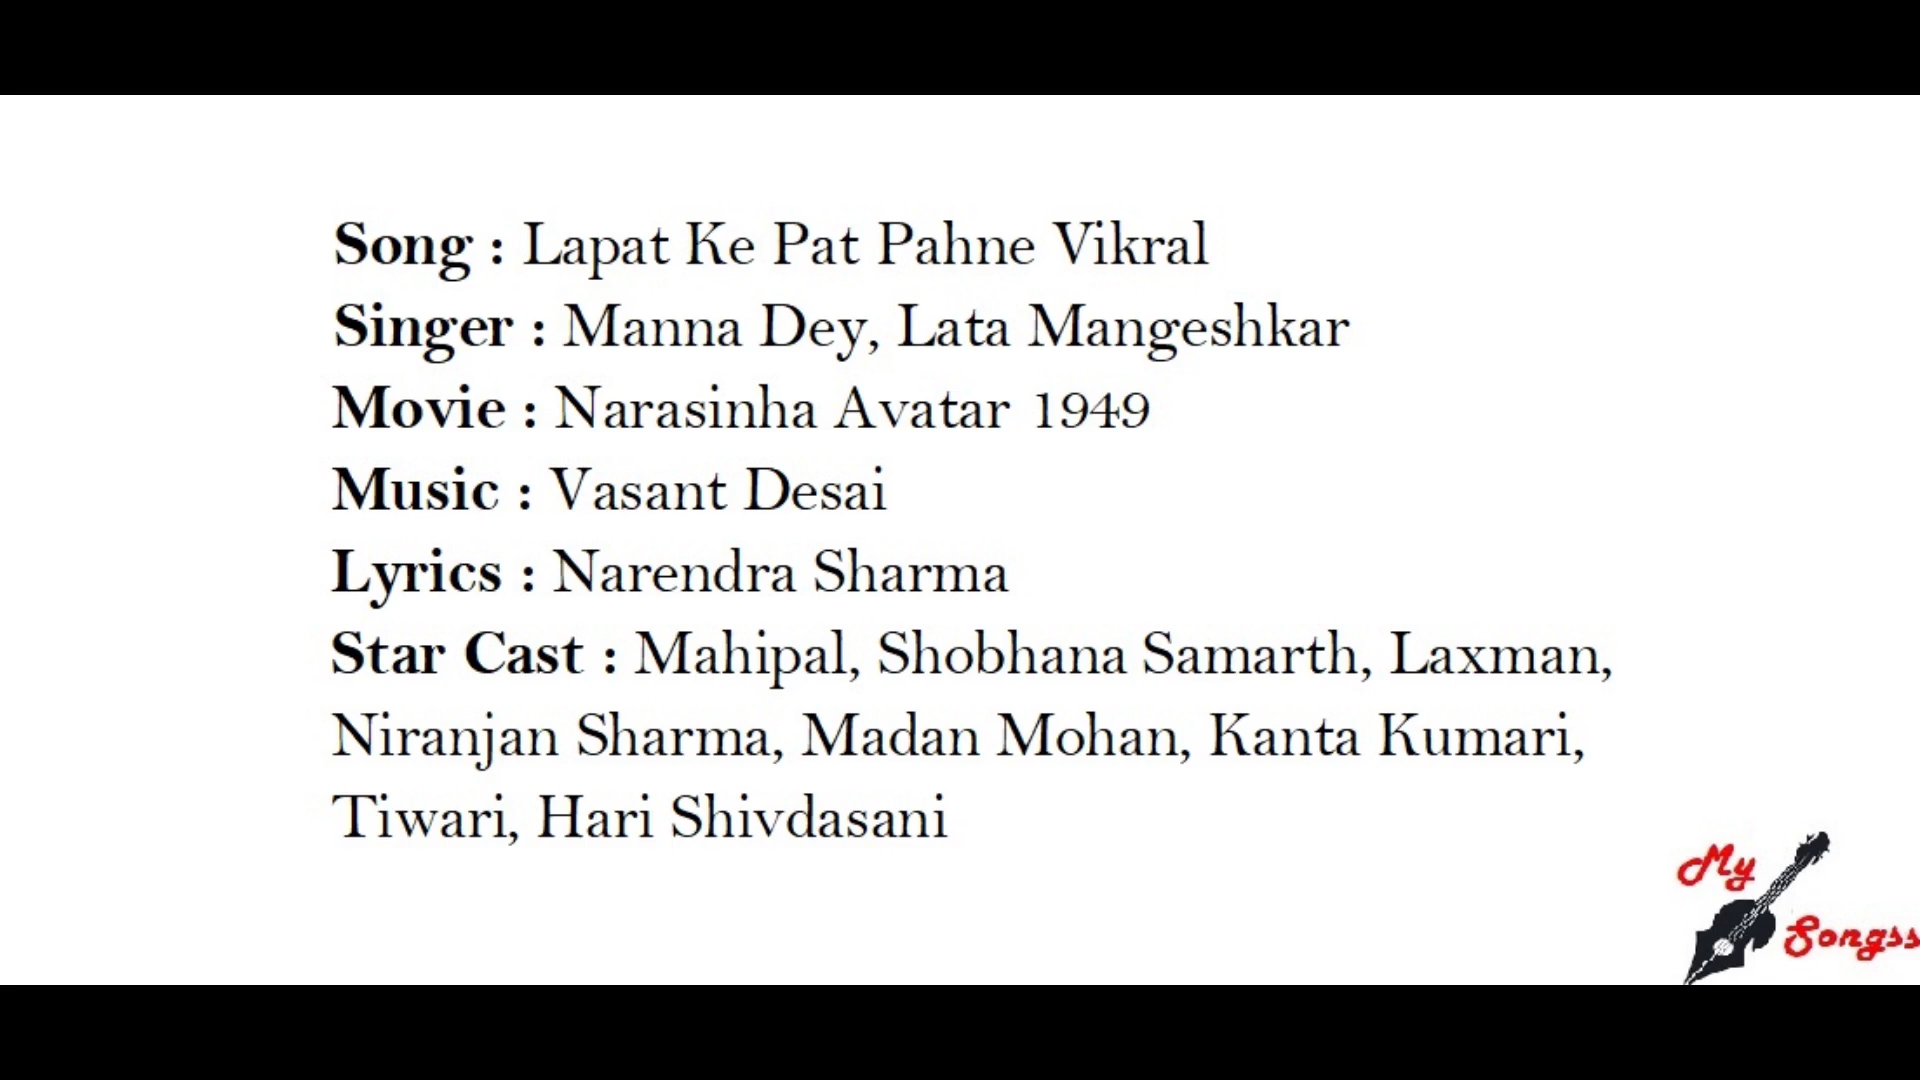 Song : Lapat Ke Pat Pahne Vikral
Singer : Manna Dey, Lata Mangeshkar
Movie : Narasinha Avatar 1949
Music : Vasant Desai
Lyrics : Narendra Sharma
Star Cast : Mahipal, Shobhana Samarth, Laxman,
Niranjan Sharma, Madan Mohan, Kanta Kumari,
Tiwari, Hari Shivdasani
My
Songss